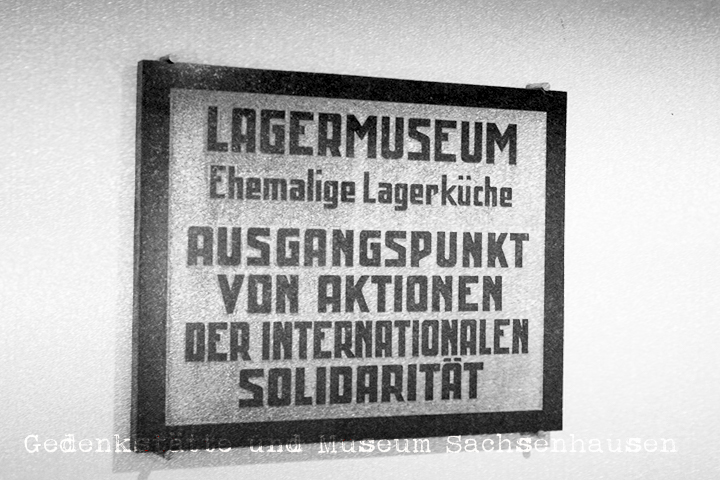 LAGERMUSEUM
Ehemalige Lagerküche
AUSGANGSPUNKT
VON AKTIONEN
DER INTERNATIONALEN
SOLIDARITÄT
Gedenkstätte und Museum Sachsenhausen